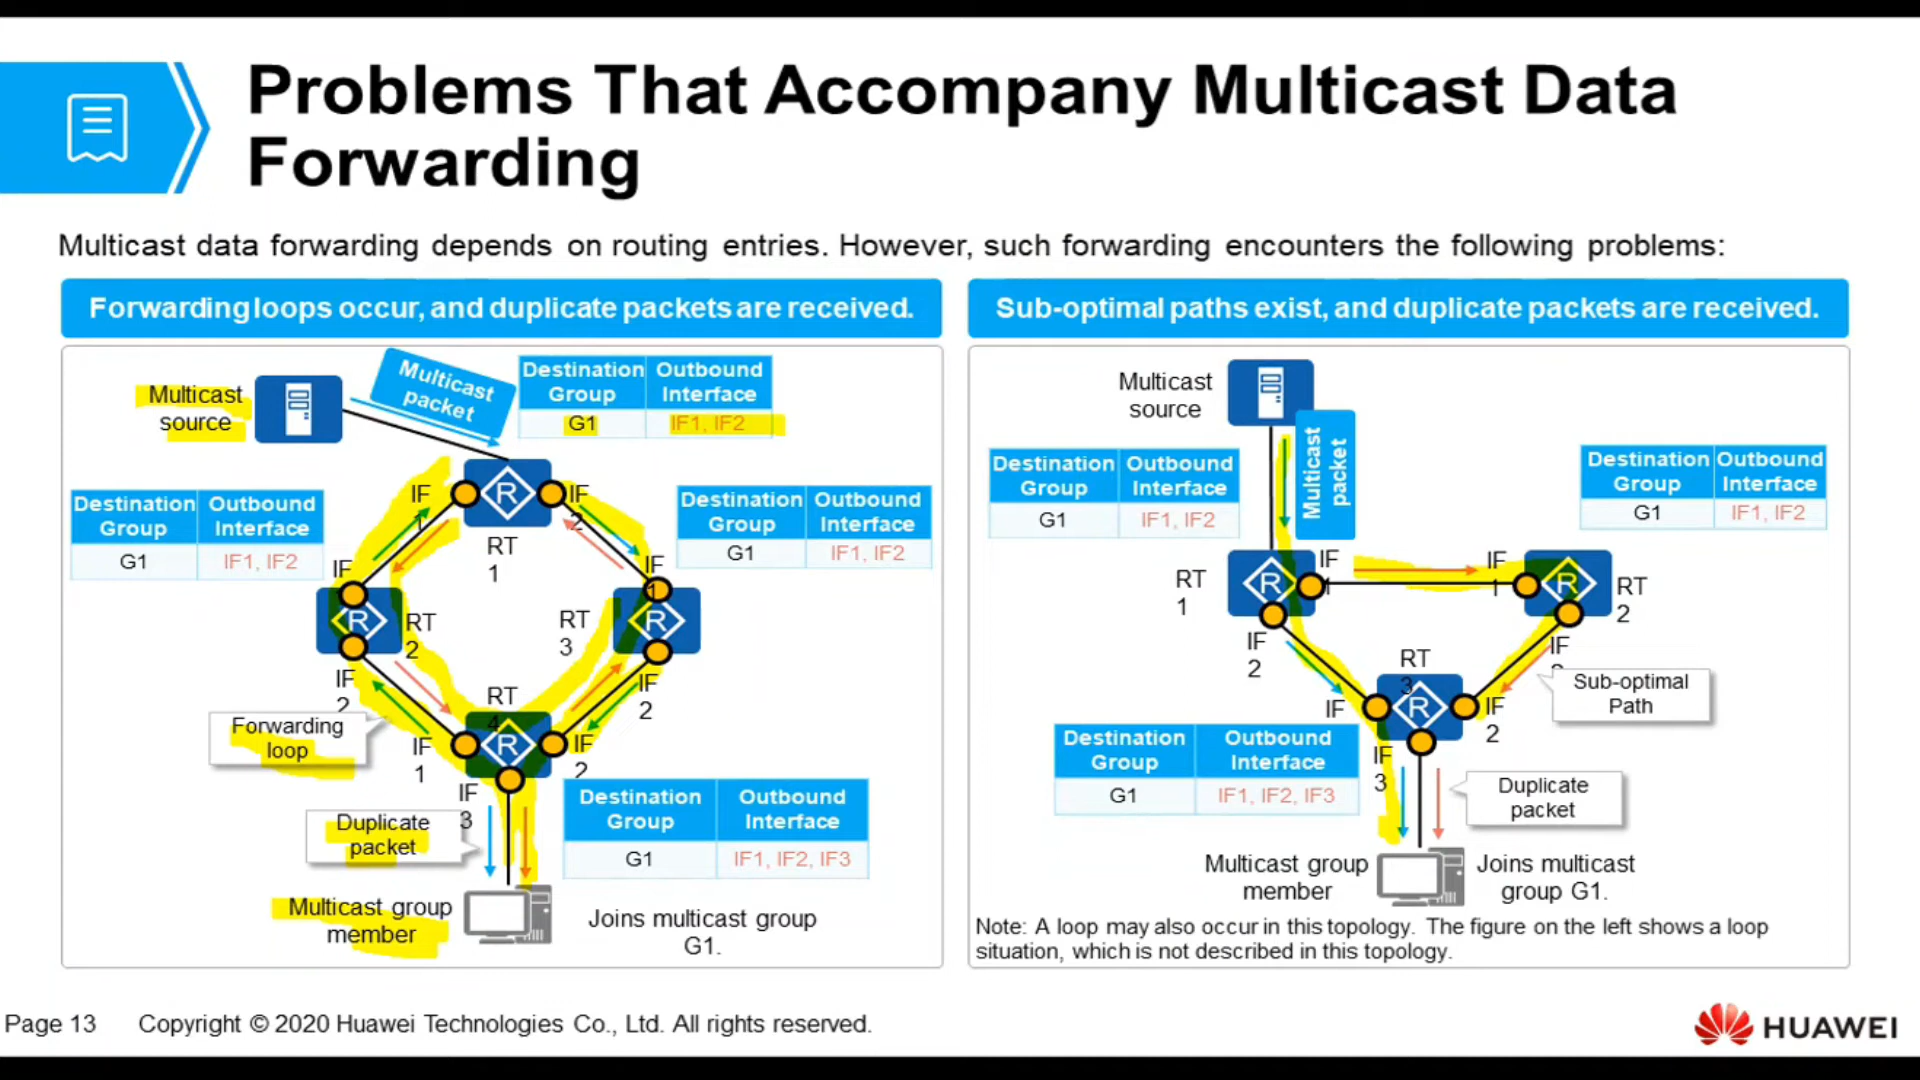 Problems That Accompany Multicast Data
Forwarding
Multicast data forwarding depends on routing entries. However, such forwarding encounters the following problems:
Forwarding loops occur, and duplicate packets are received.
Multicast
source
Multicast
packet
Destination
Group
Outbound
Interface
G1
IF1, IF2
Destination
Group
Outbound
Interface
G1
IF1, IF2
Destination
Group
Outbound
Interface
G1
IF1, IF2
IF
1
IF
2
R
RT
1
IF
IF
1
R
RT
2
RT
3
R
IF
2
IF
2
RT
4
R
Forwarding
loop
IF
1
IF
2
IF
3
Duplicate
packet
Destination
Group
Outbound
Interface
G1
IF1, IF2, IF3
Multicast group
member
Joins multicast group
G1.
Sub-optimal paths exist, and duplicate packets are received.
Multicast
source
Multicast
packet
Destination
Group
Outbound
Interface
G1
IF1, IF2
Destination
Group
Outbound
Interface
G1
IF1, IF2
RT
1
R
IF
1
IF
1
R
RT
2
IF
2
IF
2
Sub-optimal
Path
RT
3
IF
R
IF
2
Destination
Group
Outbound
Interface
G1
IF1, IF2, IF3
IF
3
Duplicate
packet
Multicast group
member
Joins multicast
group G1.
Note: A loop may also occur in this topology. The figure on the left shows a loop
situation, which is not described in this topology.
Page 13
Copyright © 2020 Huawei Technologies Co., Ltd. All rights reserved.
HUAWEI